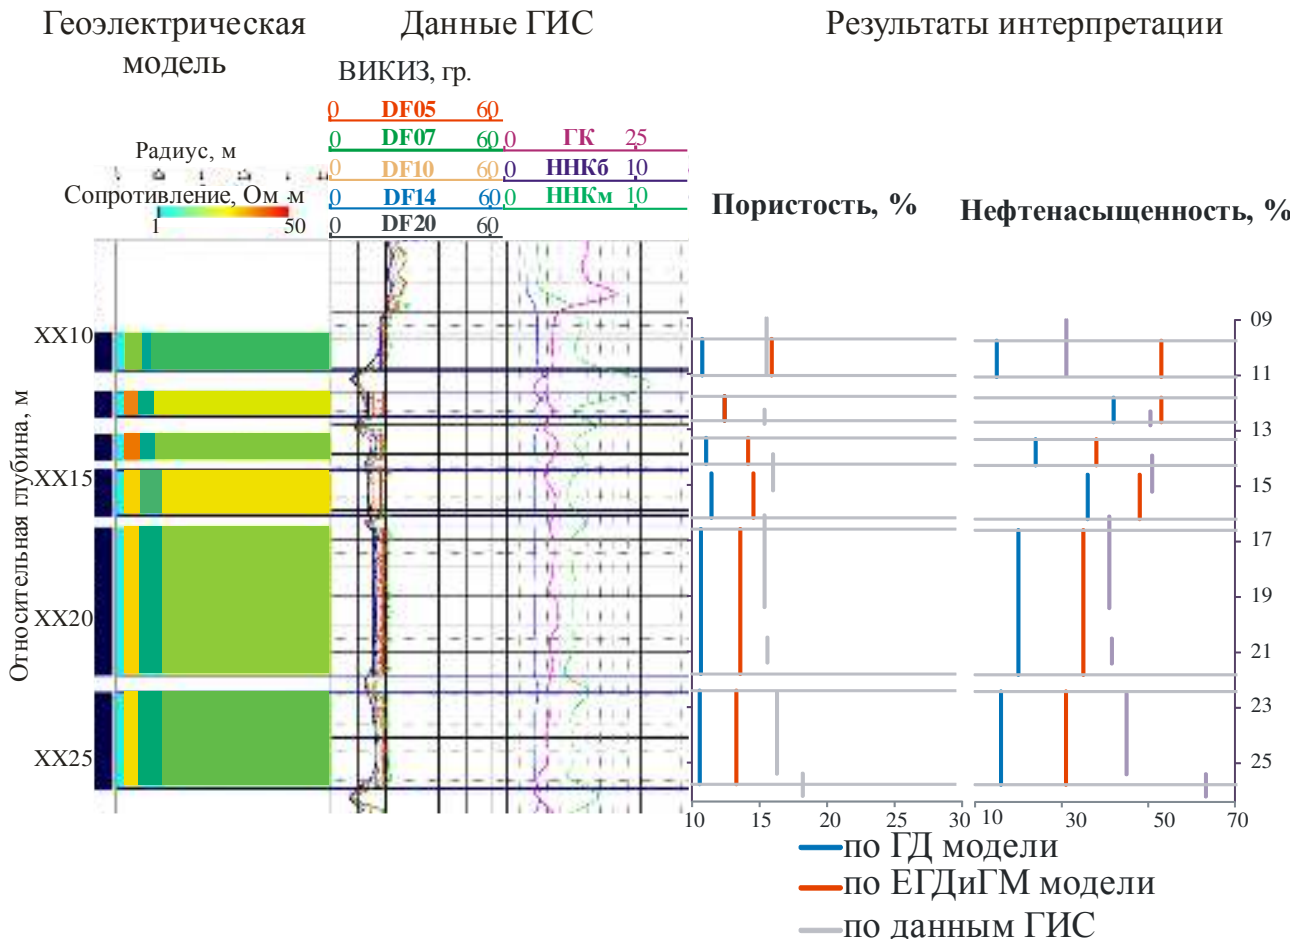 Геоэлектрическая
модель
Данные ГИС
Результаты интерпретации
ВИКИЗ, гр.
0 DF05 60
0 DF07 60
0 DF10 60
0 DF14 60
0 DF20 60
0 ГК 25
0 ННКб 10
0 ННКм 10
Радиус, м
Сопротивление, Ом м
1 50
Пористость, %
Нефтенасыщенность, %
Относительная глубина, м
XX10
XX15
XX20
XX25
09
11
13
15
17
19
21
23
25
10 15 20 25 30
10 30 50 70
по ГД модели
по ЕГДиГМ модели
по данным ГИС